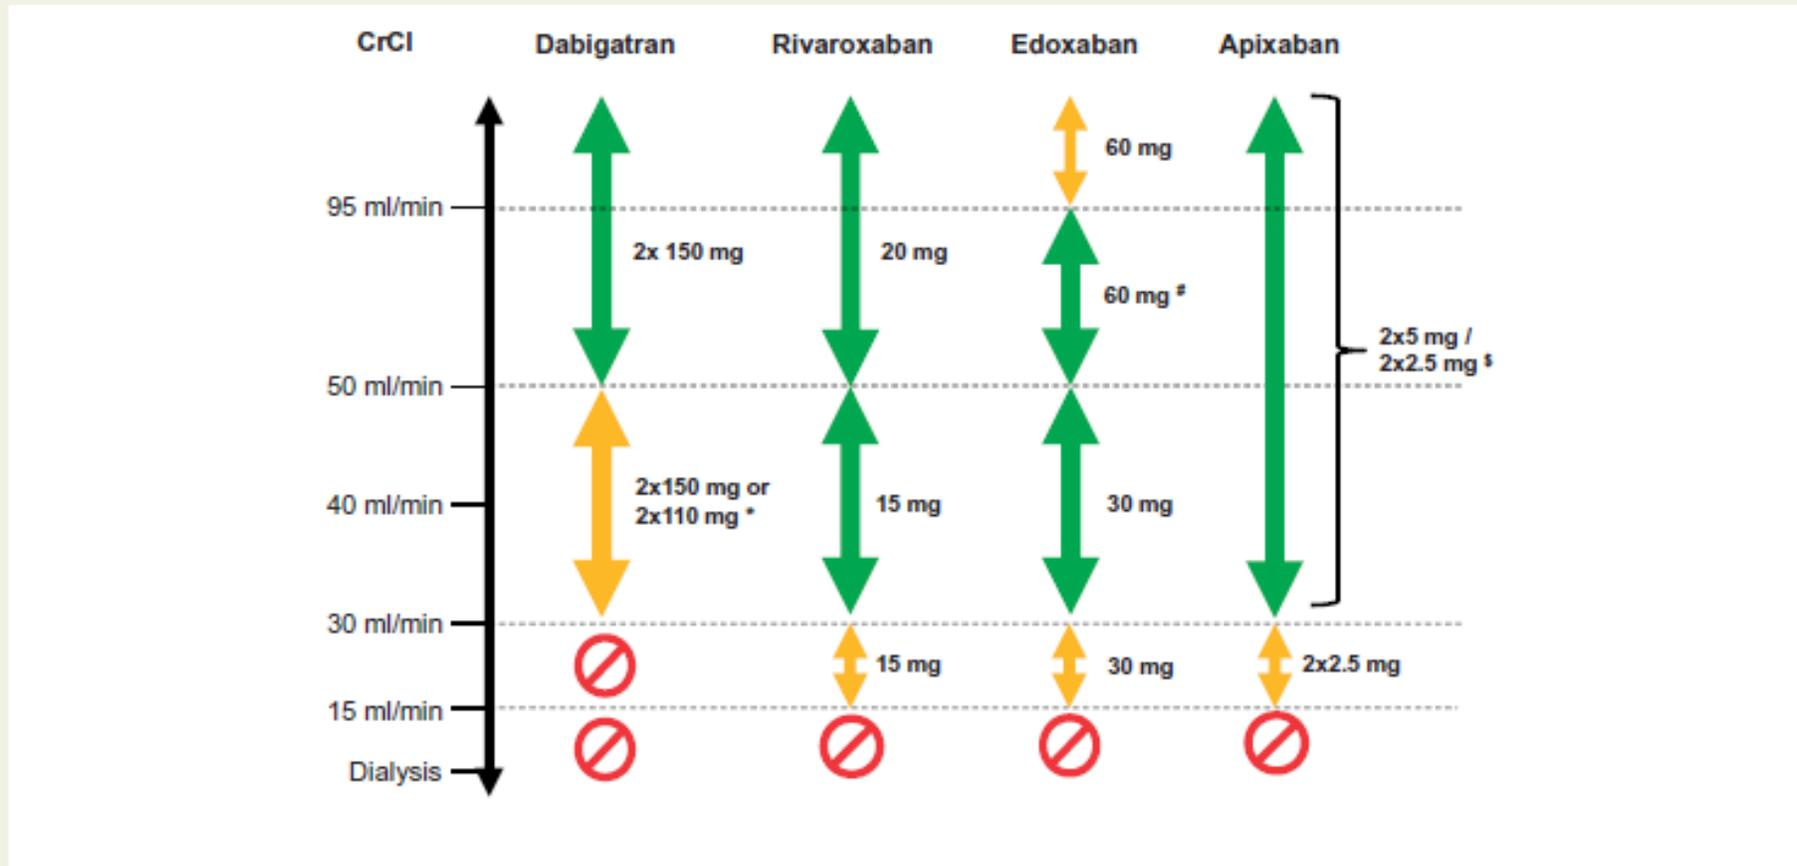 CrCl Dabigatran Rivaroxaban Edoxaban Apixaban
60 mg
95 ml/min
2x 150 mg 20 mg
60 mg #
2x5 mg /
2x2.5 mg $
50 ml/min
2x150 mg or
2x110 mg *
40 ml/min 15 mg 30 mg
30 ml/min
15 mg 30 mg 2x2.5 mg
15 ml/min
Dialysis